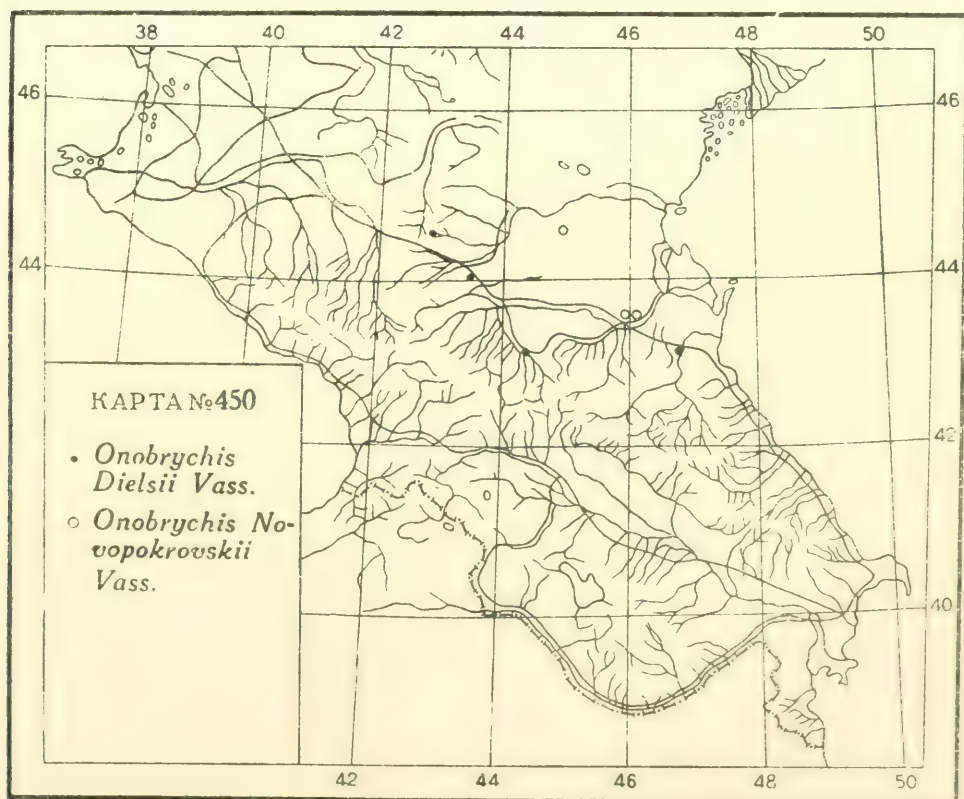 38 40 42 44 46 48 50
46 46
44 44
КАРТА №450
42
• Onobrychis
Dielsii Vass.
○ Onobrychis No-
vopokrovskii
Vass.
40
42 44 46 48 50